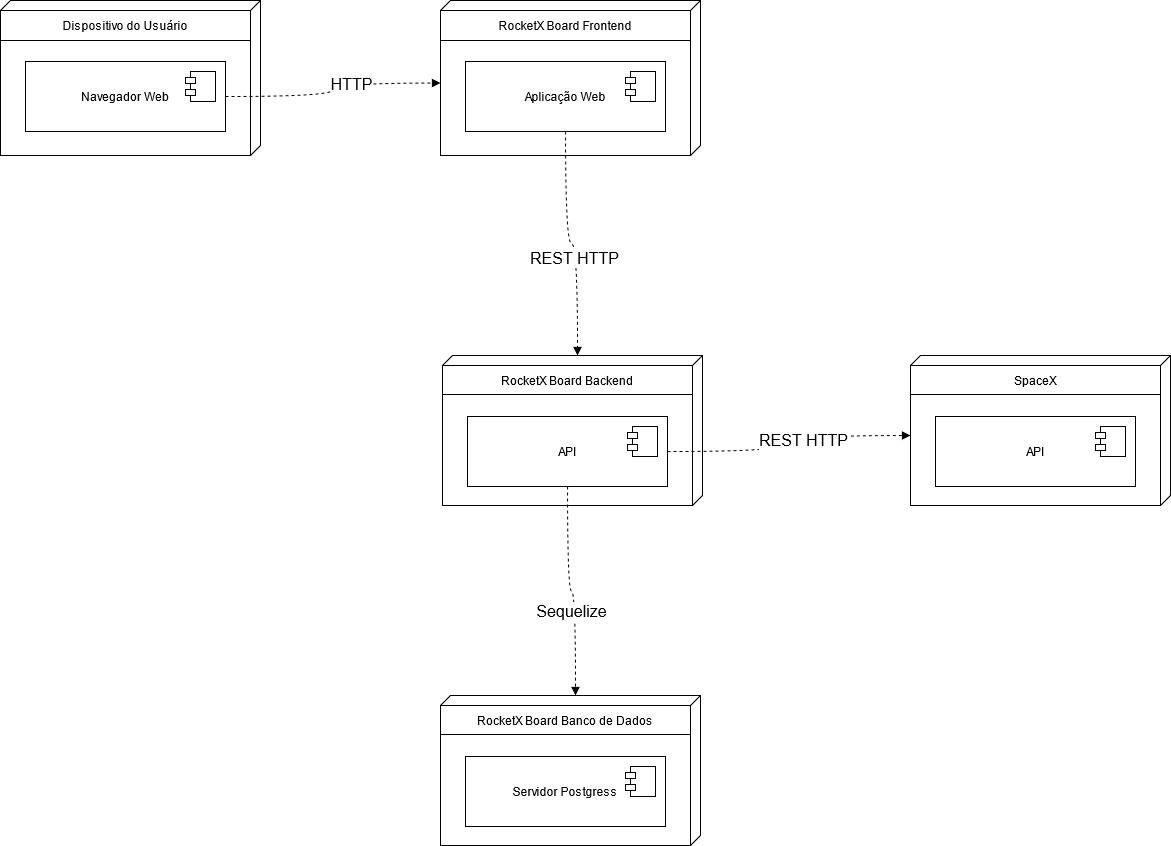 Dispositivo do Usuário
RocketX Board Frontend
Navegador Web
HTTP
Aplicação Web
REST HTTP
RocketX Board Backend
SpaceX
API
REST HTTP
API
Sequelize
RocketX Board Banco de Dados
Servidor Postgress